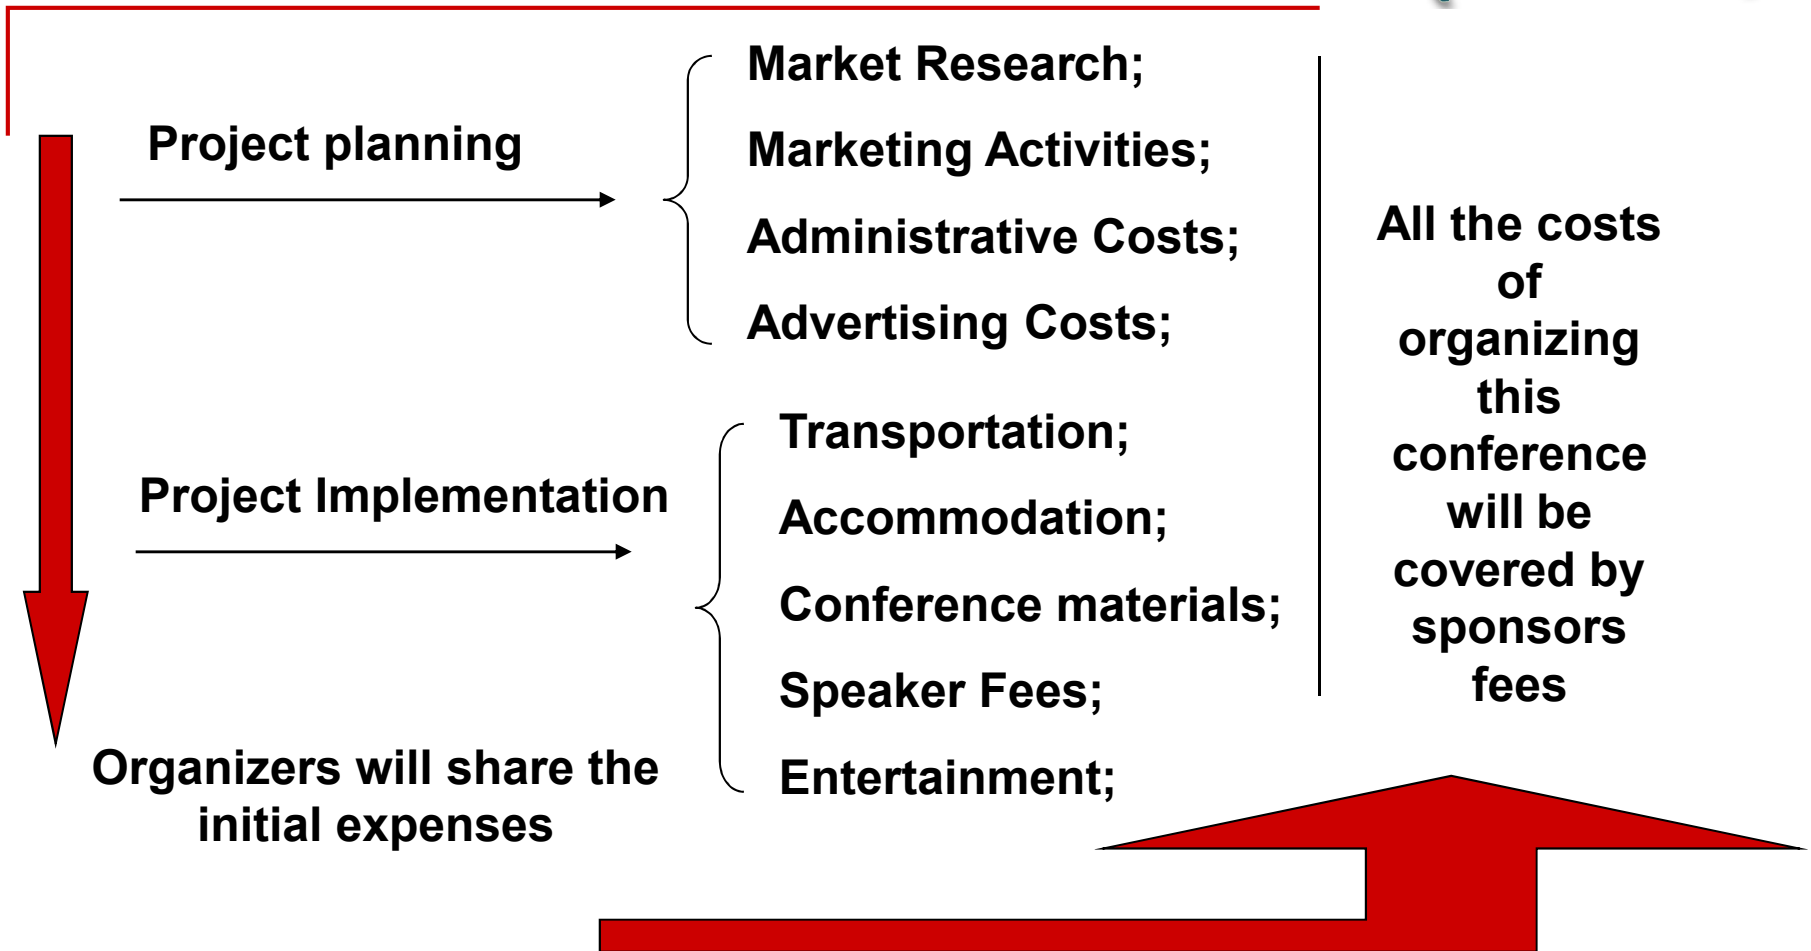 Project planning
Market Research;
Marketing Activities;
Administrative Costs;
Advertising Costs;
Project Implementation
Transportation;
Accommodation;
Conference materials;
Speaker Fees;
Entertainment;
Organizers will share the
initial expenses
All the costs
of
organizing
this
conference
will be
covered by
sponsors
fees